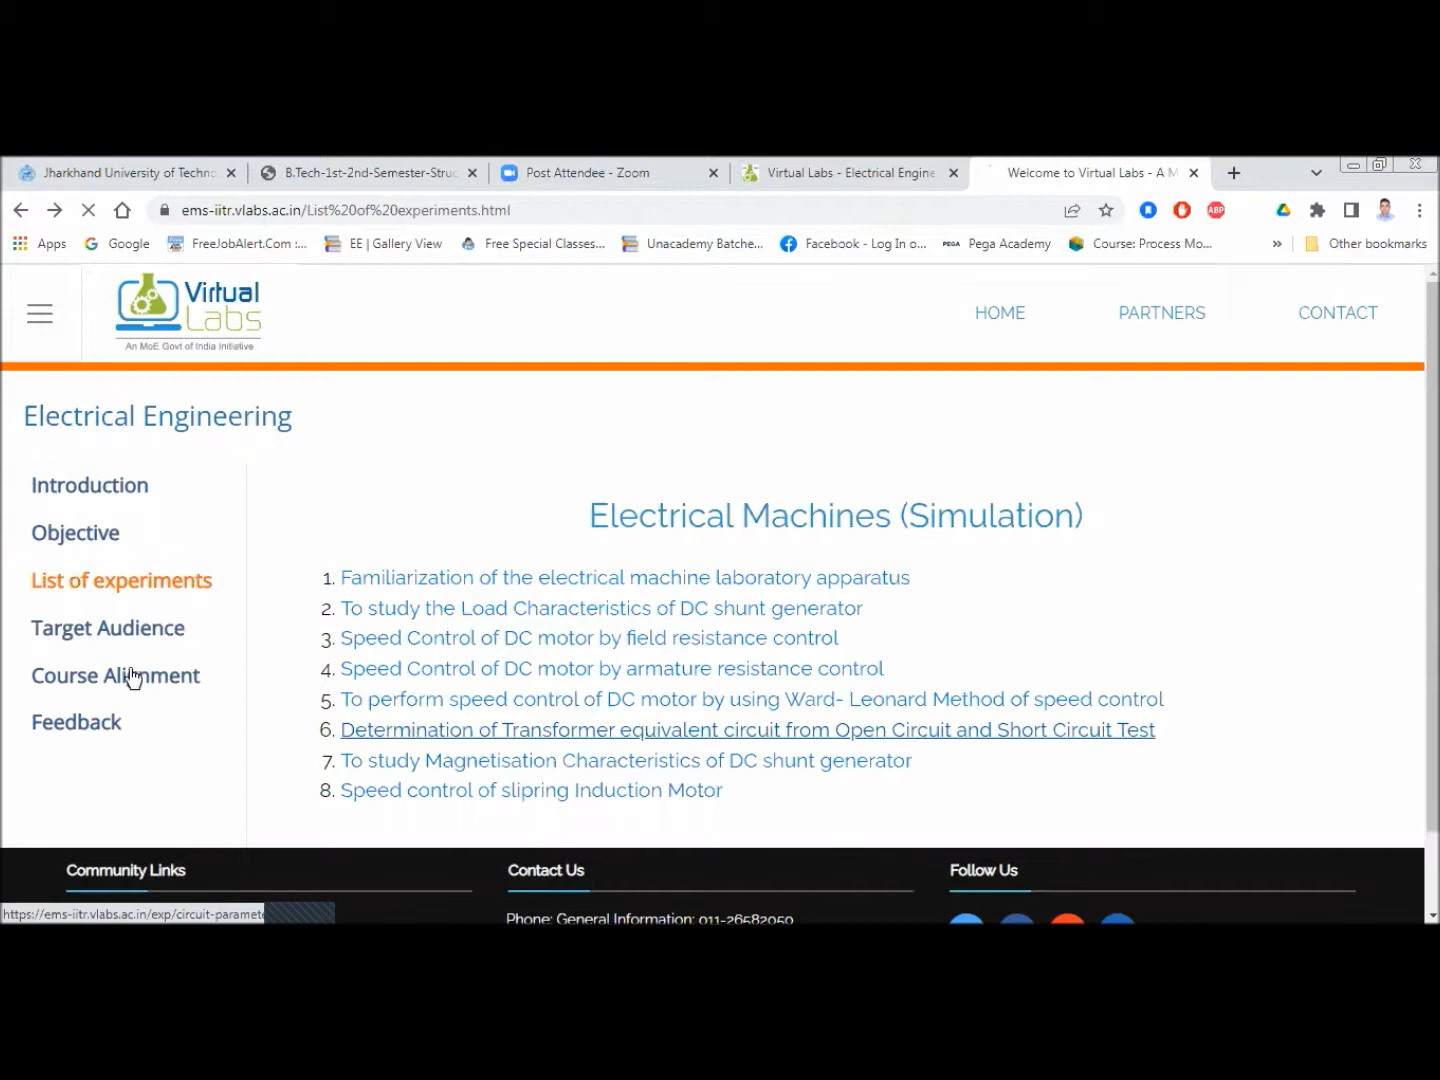 Jharkhand University of Techno
B.Tech-1st-2nd-Semester-Struc
Post Attendee - Zoom
Virtual Labs - Electrical Engine
Welcome to Virtual Labs - A M
ems-iitr.vlabs.ac.in/List%20of%20experiments.html
ABP
Apps
Google
FreeJobAlert.Com :...
EE | Gallery View
Free Special Classes...
Unacademy Batche...
Facebook - Log In o...
PEGA
Pega Academy
Course: Process Mo...
»
Other bookmarks
Virtual
Labs
An MoE Govt of India Initiative
HOME
PARTNERS
CONTACT
Electrical Engineering
Introduction
Objective
List of experiments
Target Audience
Course Alignment
Feedback
Electrical Machines (Simulation)
1. Familiarization of the electrical machine laboratory apparatus
2. To study the Load Characteristics of DC shunt generator
3. Speed Control of DC motor by field resistance control
4. Speed Control of DC motor by armature resistance control
5. To perform speed control of DC motor by using Ward- Leonard Method of speed control
6. Determination of Transformer equivalent circuit from Open Circuit and Short Circuit Test
7. To study Magnetisation Characteristics of DC shunt generator
8. Speed control of slipring Induction Motor
Community Links
Contact Us
Follow Us
https://ems-iitr.vlabs.ac.in/exp/circuit-paramete
Phone: General Information: 011-26582050